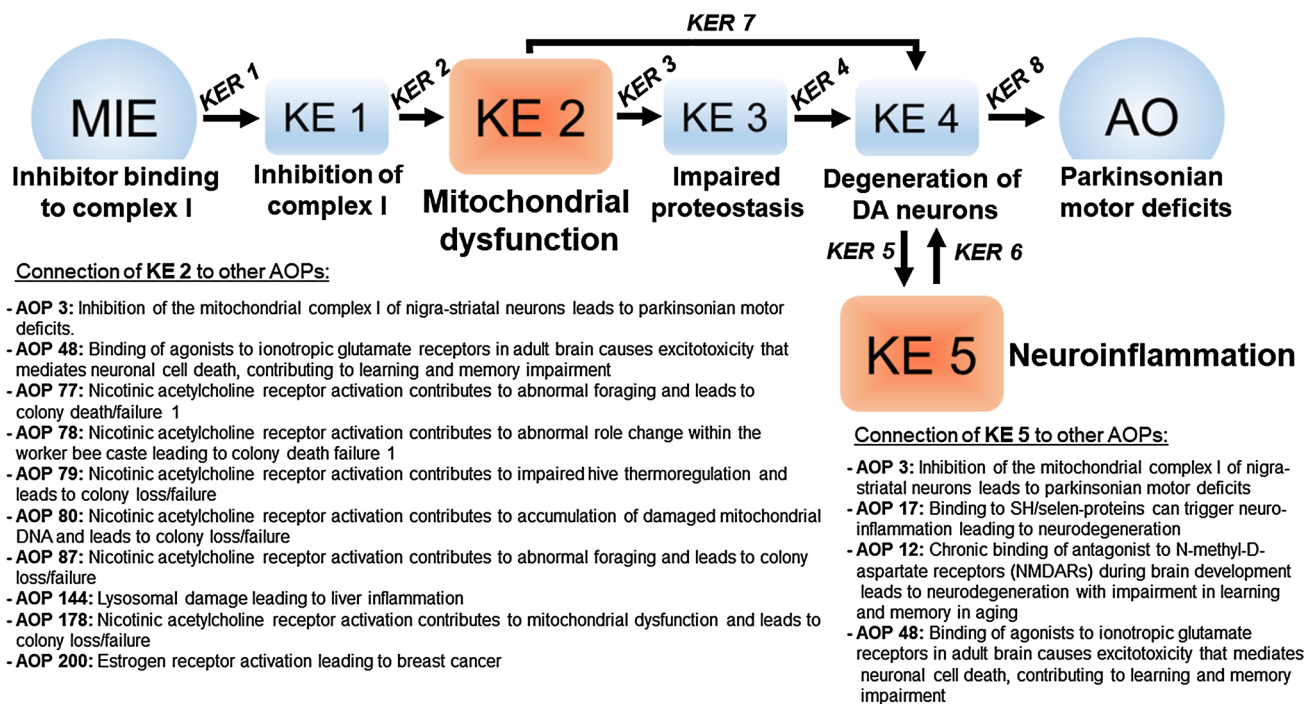 KER 7
KER 1
KER 2
KER 3
KER 4
KER 8
MIE
KE 1
KE 2
KE 3
KE 4
AO
Inhibitor binding
to complex I
Inhibition of
complex I
Mitochondrial
dysfunction
Impaired
proteostasis
Degeneration of
DA neurons
Parkinsonian
motor deficits
KER 5
KER 6
KE 5
Neuroinflammation
Connection of KE 2 to other AOPs:
- AOP 3: Inhibition of the mitochondrial complex I of nigra-striatal neurons leads to parkinsonian motor
deficits.
- AOP 48: Binding of agonists to ionotropic glutamate receptors in adult brain causes excitotoxicity that
mediates neuronal cell death, contributing to learning and memory impairment
- AOP 77: Nicotinic acetylcholine receptor activation contributes to abnormal foraging and leads to
colony death/failure 1
- AOP 78: Nicotinic acetylcholine receptor activation contributes to abnormal role change within the
worker bee caste leading to colony death failure 1
- AOP 79: Nicotinic acetylcholine receptor activation contributes to impaired hive thermoregulation and
leads to colony loss/failure
- AOP 80: Nicotinic acetylcholine receptor activation contributes to accumulation of damaged mitochondrial
DNA and leads to colony loss/failure
- AOP 87: Nicotinic acetylcholine receptor activation contributes to abnormal foraging and leads to colony
loss/failure
- AOP 144: Lysosomal damage leading to liver inflammation
- AOP 178: Nicotinic acetylcholine receptor activation contributes to mitochondrial dysfunction and leads to
colony loss/failure
- AOP 200: Estrogen receptor activation leading to breast cancer
Connection of KE 5 to other AOPs:
- AOP 3: Inhibition of the mitochondrial complex I of nigra-
striatal neurons leads to parkinsonian motor deficits
- AOP 17: Binding to SH/selen-proteins can trigger neuro-
inflammation leading to neurodegeneration
- AOP 12: Chronic binding of antagonist to N-methyl-D-
aspartate receptors (NMDARs) during brain development
leads to neurodegeneration with impairment in learning
and memory in aging
- AOP 48: Binding of agonists to ionotropic glutamate
receptors in adult brain causes excitotoxicity that mediates
neuronal cell death, contributing to learning and memory
impairment